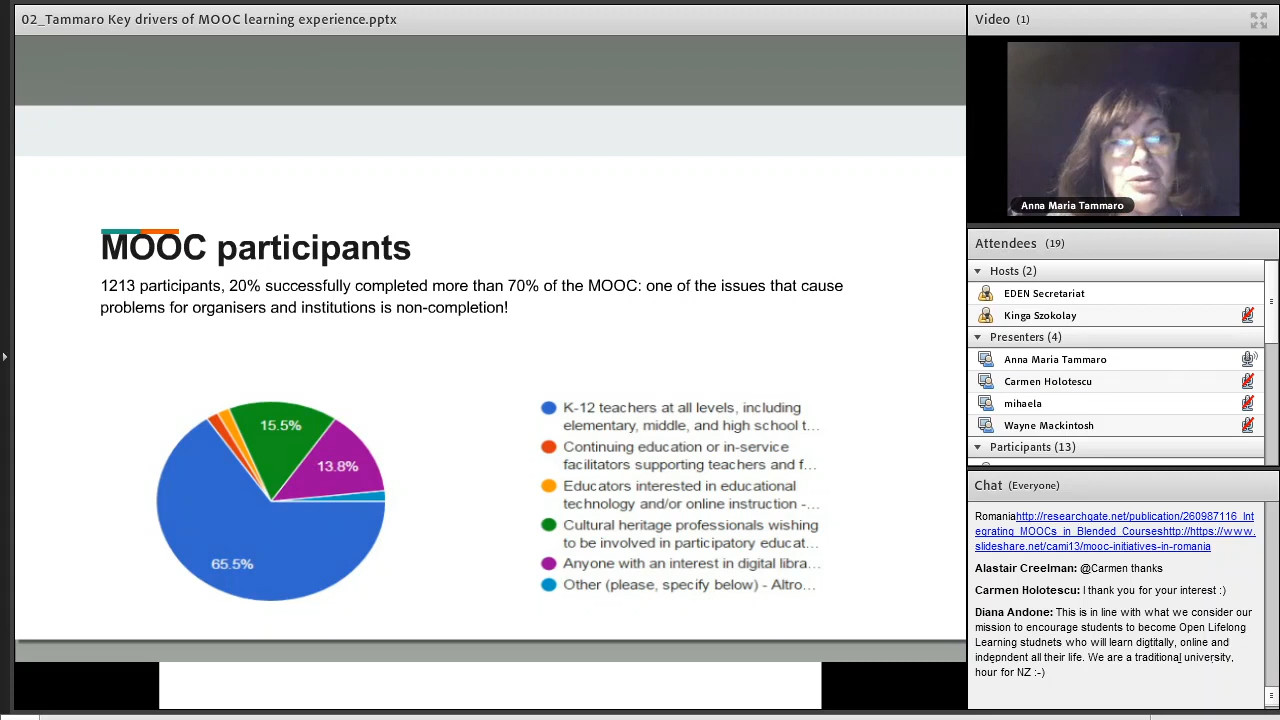 02_Tammaro Key drivers of MOOC learning experience.pptx
MOOC participants
1213 participants, 20% successfully completed more than 70% of the MOOC: one of the issues that cause
problems for organisers and institutions is non-completion!
15.5%
13.8%
65.5%
K-12 teachers at all levels, including
elementary, middle, and high school t...
Continuing education or in-service
facilitators supporting teachers and f...
Educators interested in educational
technology and/or online instruction -...
Cultural heritage professionals wishing
to be involved in participatory educat...
Anyone with an interest in digital libra...
Other (please, specify below) - Altro...
Video (1)
Anna Maria Tammaro
Attendees (19)
Hosts (2)
EDEN Secretariat
Kinga Szokolay
Presenters (4)
Anna Maria Tammaro
Carmen Holotescu
mihaela
Wayne Mackintosh
Participants (13)
Chat (Everyone)
Romaniahttp://researchgate.net/publication/260987116_Int
egrating_MOOCs_in_Blended_Courseshttp://https://www.
slideshare.net/cami13/mooc-initiatives-in-romania
Alastair Creelman: @Carmen thanks
Carmen Holotescu: I thank you for your interest :)
Diana Andone: This is in line with what we consider our
mission to encourage students to become Open Lifelong
Learning studnets who will learn digtitally, online and
indepndent all their life. We are a traditional university,
hour for NZ :-)